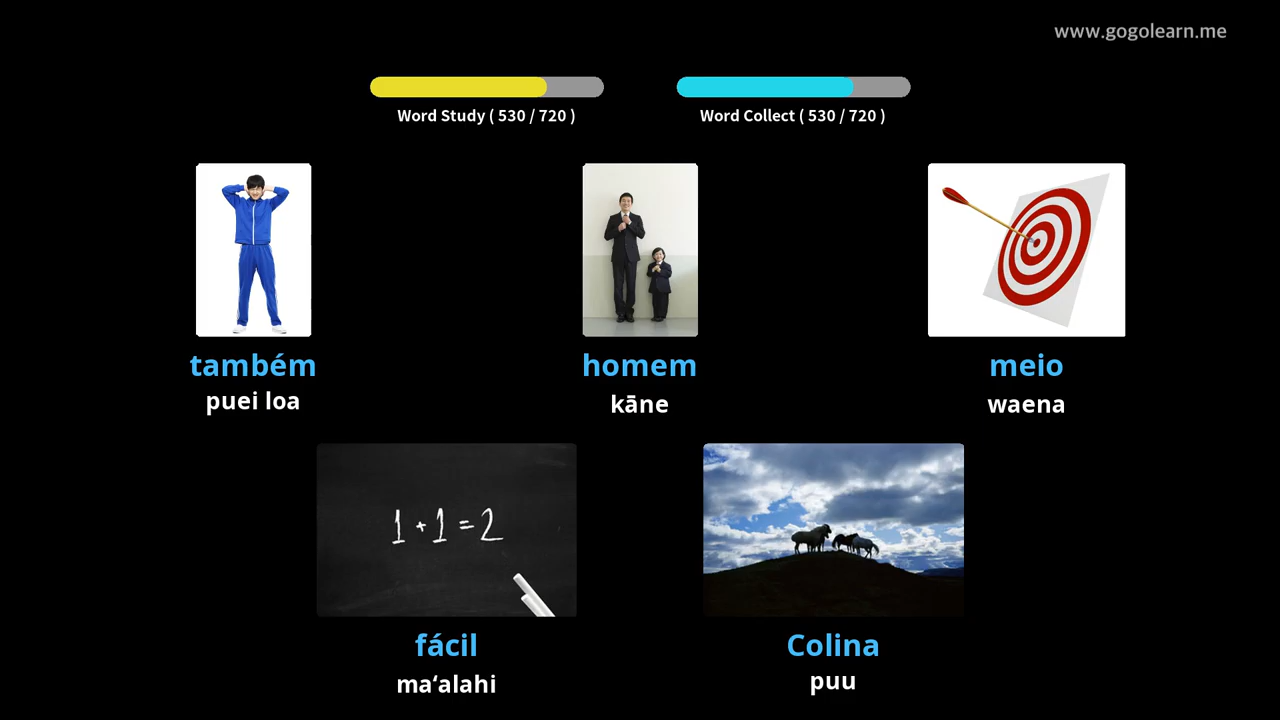 www.gogolearn.me
Word Study ( 530 / 720 )
Word Collect ( 530 / 720 )
também
puei loa
homem
kāne
meio
waena
1 + 1 = 2
fácil
maʻalahi
Colina
puu